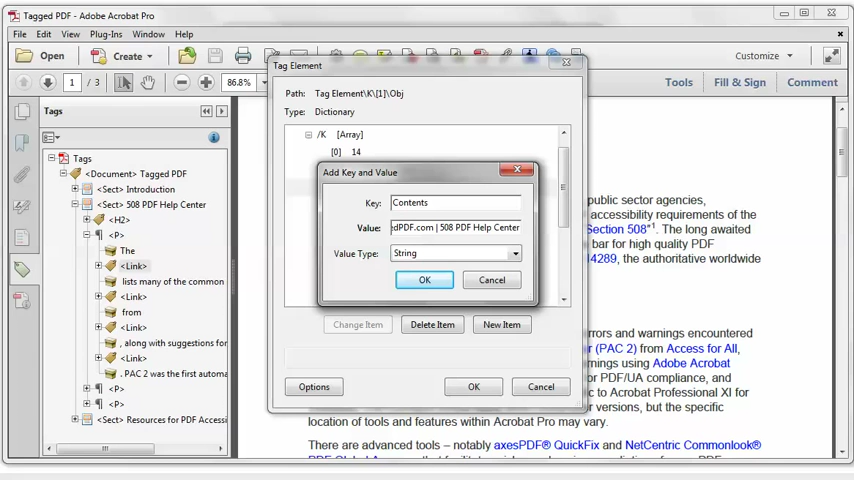 Tagged PDF - Adobe Acrobat Pro
File Edit View Plug-Ins Window Help
Open
Create
Customize
1 / 3
86.8%
Tools
Fill & Sign
Comment
Tags
Tags
<Document> Tagged PDF
<Sect> Introduction
<Sect> 508 PDF Help Center
<H2>
<P>
The
<Link>
lists many of the common
<Link>
from
<Link>
, along with suggestions for
<Link>
. PAC 2 was the first automa
<P>
<P>
<Sect> Resources for PDF Accessi
Tag Element
Path: Tag Element\K\[1]\Obj
Type: Dictionary
/K [Array]
[0] 14
Add Key and Value
Key: Contents
Value: dPDF.com | 508 PDF Help Center
Value Type: String
OK
Cancel
Change Item
Delete Item
New Item
Options
OK
Cancel
public sector agencies,
accessibility requirements of the
Section 508"¹. The long awaited
bar for high quality PDF
14289, the authoritative worldwide
rrors and warnings encountered
r (PAC 2) from Access for All,
rnings using Adobe Acrobat
or PDF/UA compliance, and
c to Acrobat Professional XI for
r versions, but the specific
location of tools and features within Acrobat Pro may vary.
There are advanced tools – notably axesPDF® QuickFix and NetCentric Commonlook®